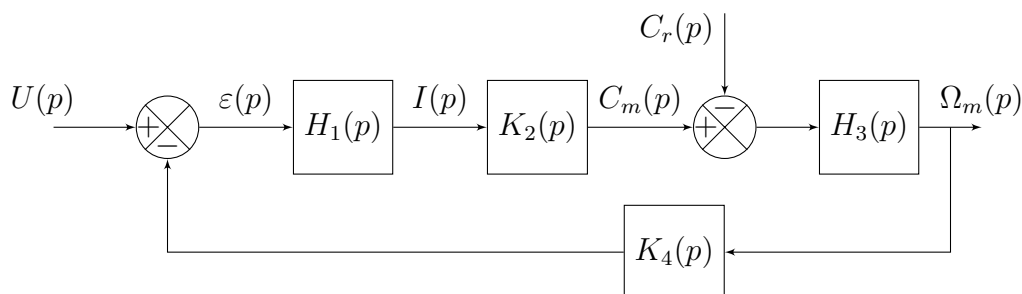 C_r(p)
U(p)
ε(p)
I(p)
C_m(p)
Ω_m(p)
+
−
H_1(p)
K_2(p)
+
−
H_3(p)
K_4(p)